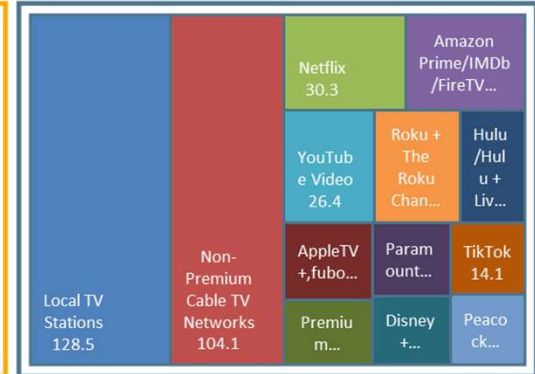 Local TV
Stations
128.5
Non-
Premium
Cable TV
Networks
104.1
Netflix
30.3
Amazon
Prime/IMDb
/FireTV...
YouTub
e Video
26.4
Roku +
The
Roku
Chan...
Hulu
/Hul
u +
Liv...
AppleTV
+,fubo...
Param
ount...
TikTok
14.1
Premiu
m...
Disney
+...
Peaco
ck...